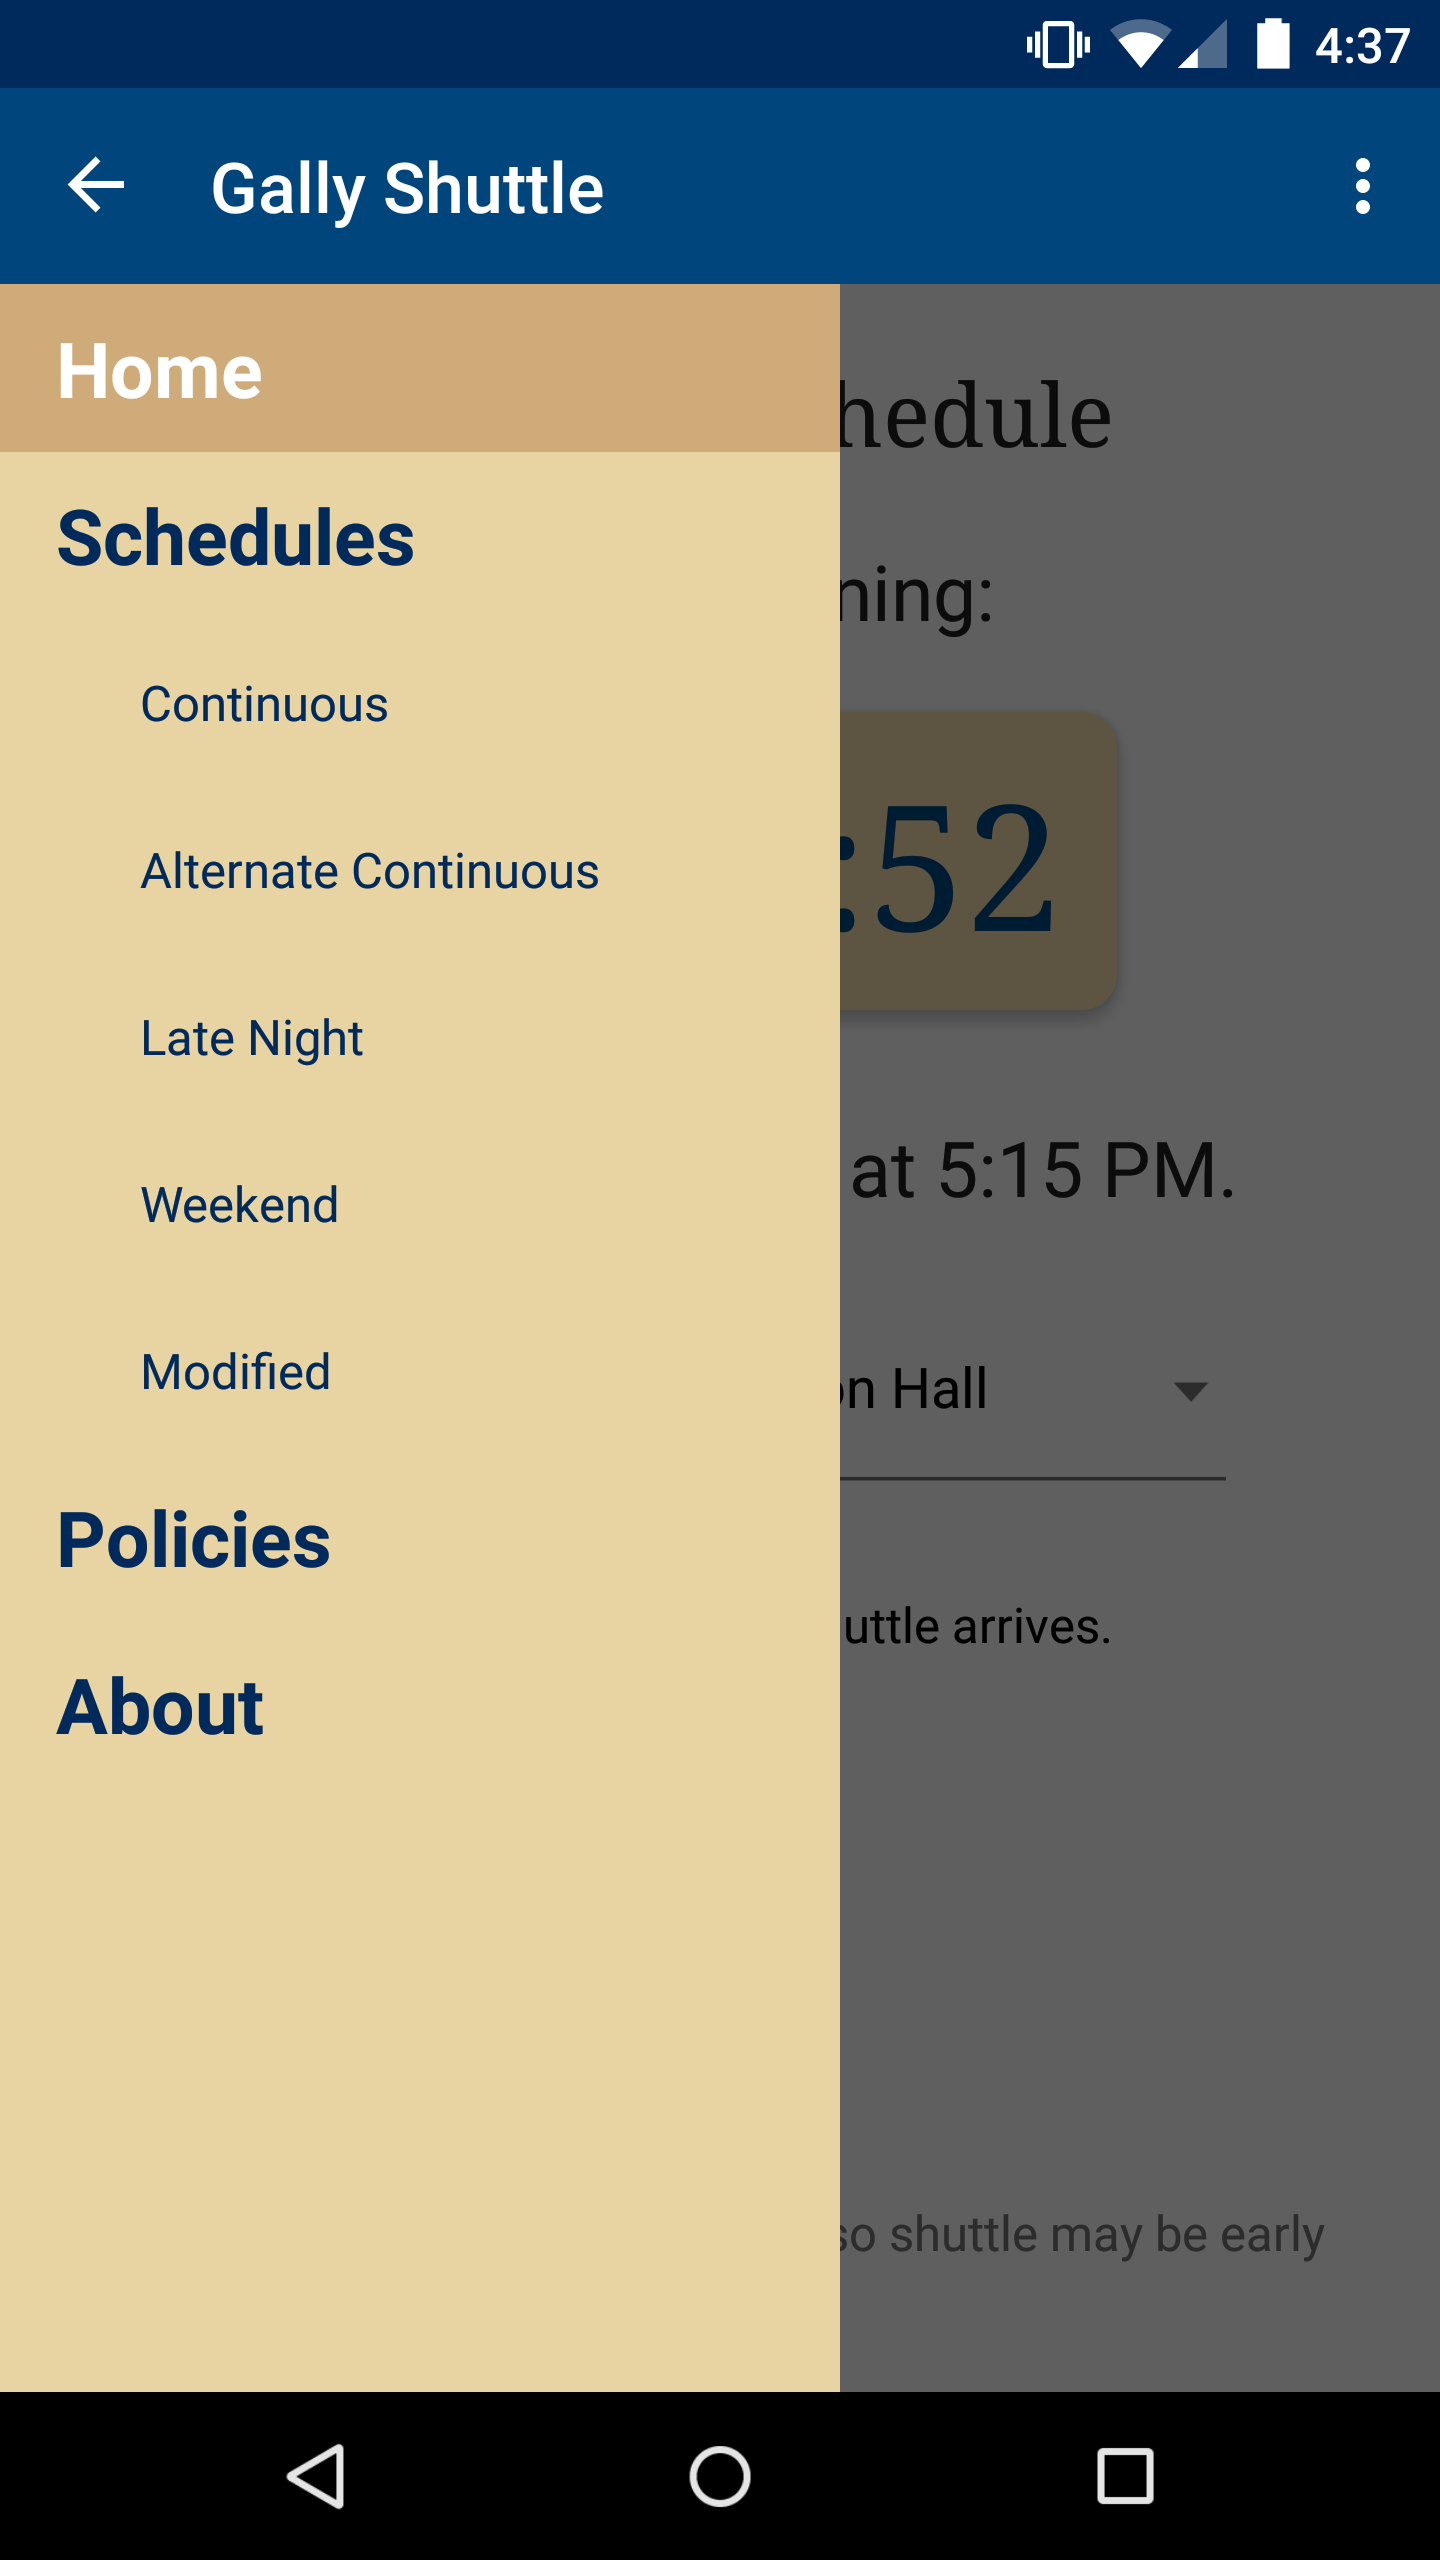 4:37
Gally Shuttle
Home
hedule
Schedules
ning:
Continuous
:52
Alternate Continuous
Late Night
at 5:15 PM.
Weekend
Modified
on Hall
Policies
uttle arrives.
About
so shuttle may be early